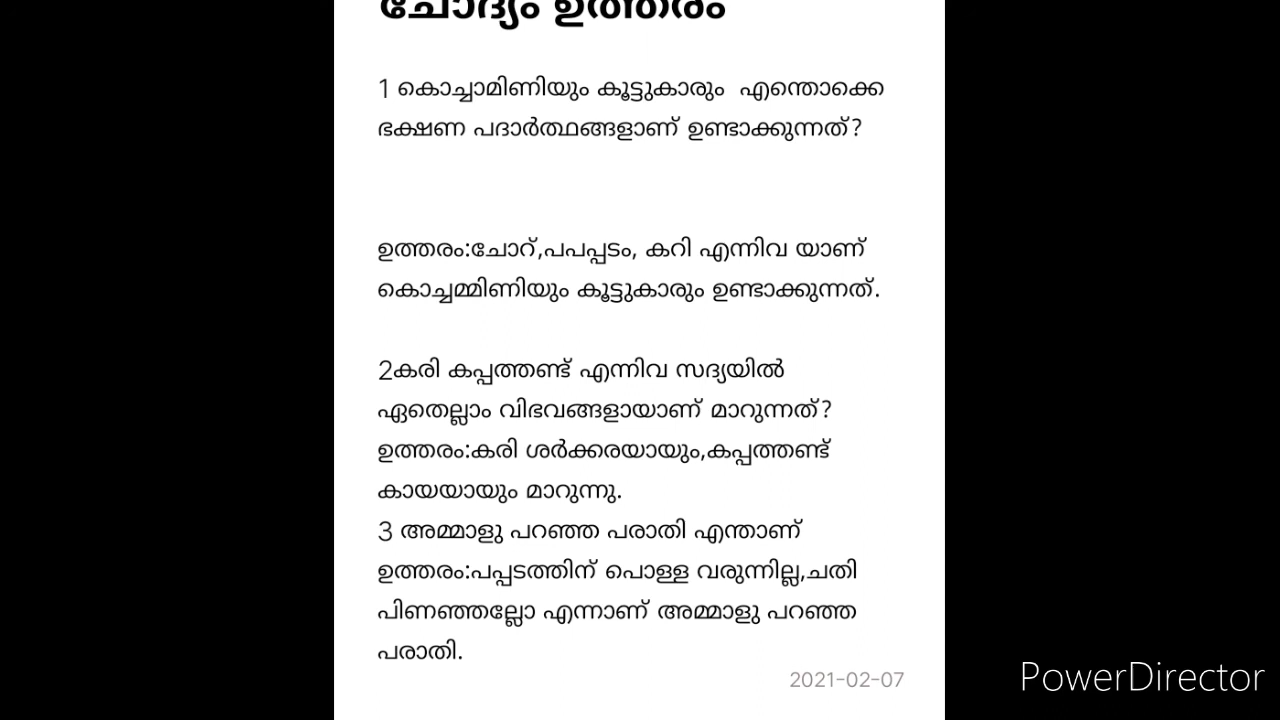 ചോദ്യം ഉത്തരം
1 കൊച്ചാമിണിയും കൂട്ടുകാരും എന്തൊക്കെ
ഭക്ഷണ പദാർത്ഥങ്ങളാണ് ഉണ്ടാക്കുന്നത്?
ഉത്തരം:ചോറ്,പപപ്പടം, കറി എന്നിവ യാണ്
കൊച്ചമ്മിണിയും കൂട്ടുകാരും ഉണ്ടാക്കുന്നത്.
2കരി കപ്പത്തണ്ട് എന്നിവ സദ്യയിൽ
ഏതെല്ലാം വിഭവങ്ങളായാണ് മാറുന്നത്?
ഉത്തരം:കരി ശർക്കരയായും,കപ്പത്തണ്ട്
കായയായും മാറുന്നു.
3 അമ്മാളു പറഞ്ഞ പരാതി എന്താണ്
ഉത്തരം:പപ്പടത്തിന് പൊള്ള വരുന്നില്ല,ചതി
പിണഞ്ഞല്ലോ എന്നാണ് അമ്മാളു പറഞ്ഞ
പരാതി.
2021-02-07
PowerDirector